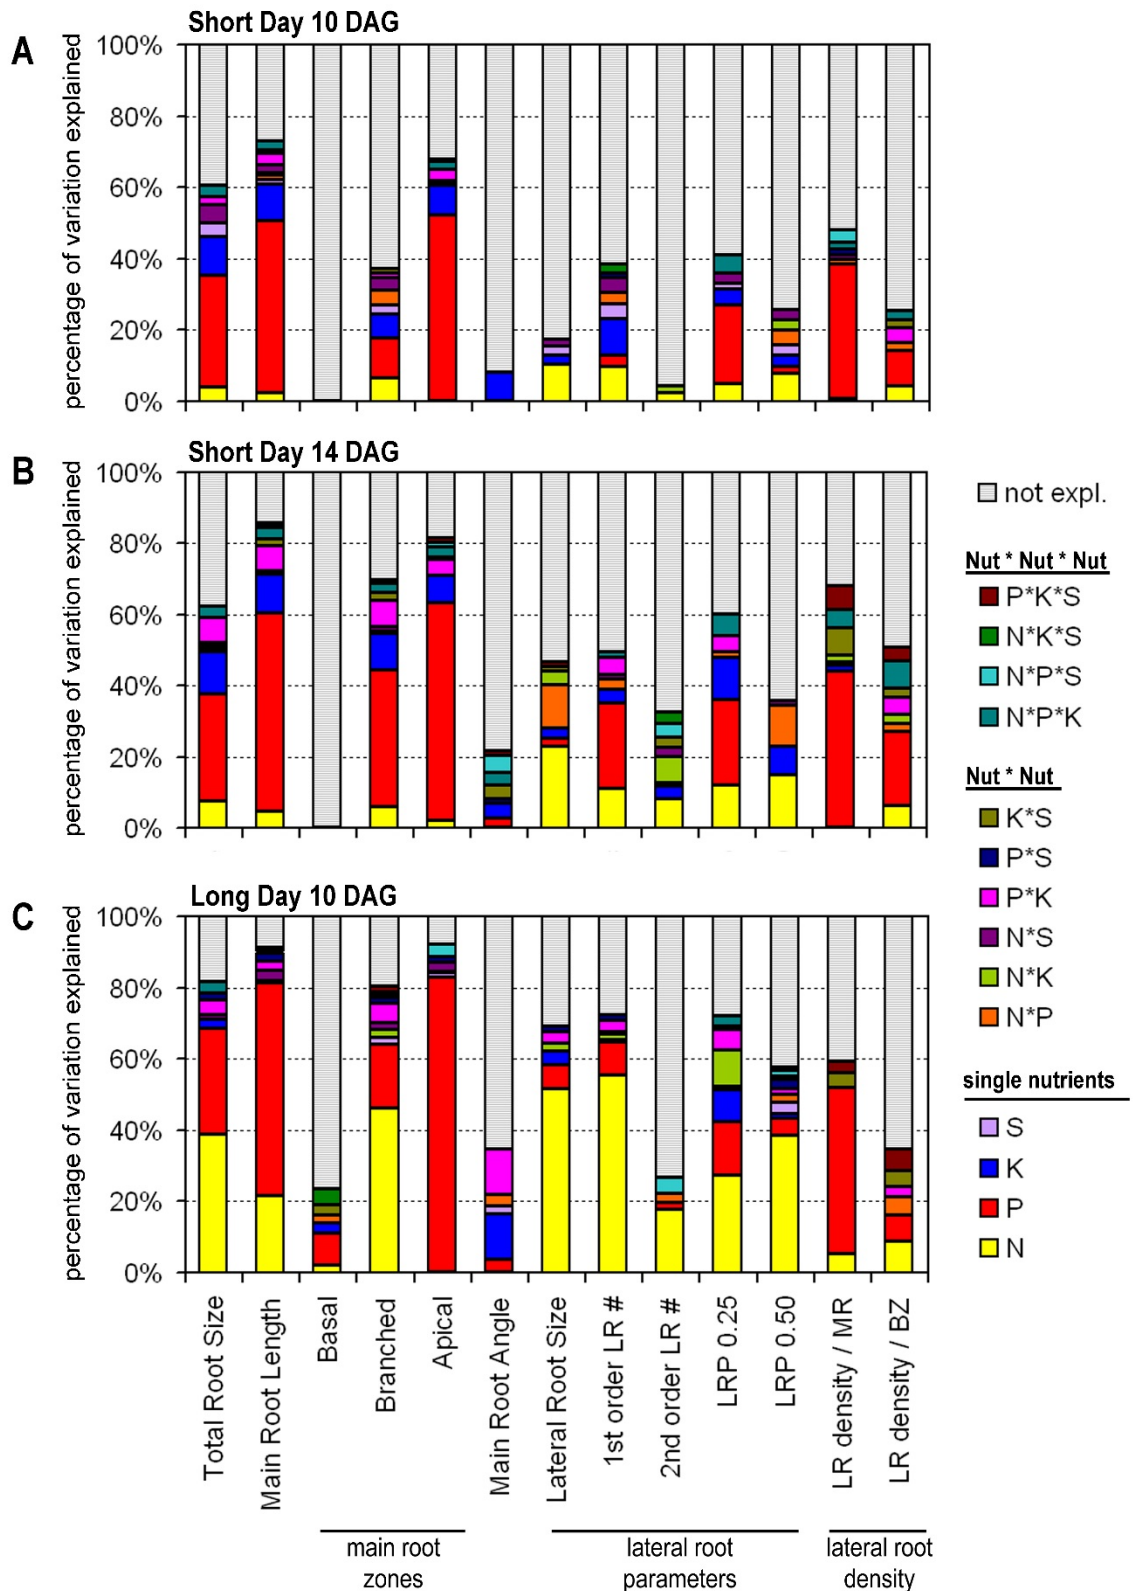 A
Short Day 10 DAG
percentage of variation explained
100%
80%
60%
40%
20%
0%
B
Short Day 14 DAG
percentage of variation explained
100%
80%
60%
40%
20%
0%
C
Long Day 10 DAG
percentage of variation explained
100%
80%
60%
40%
20%
0%
Total Root Size
Main Root Length
Basal
Branched
Apical
Main Root Angle
Lateral Root Size
1st order LR #
2nd order LR #
LRP 0.25
LRP 0.50
LR density / MR
LR density / BZ
main root
zones
lateral root
parameters
lateral root
density
not expl.
Nut * Nut * Nut
P*K*S
N*K*S
N*P*S
N*P*K
Nut * Nut
K*S
P*S
P*K
N*S
N*K
N*P
single nutrients
S
K
P
N